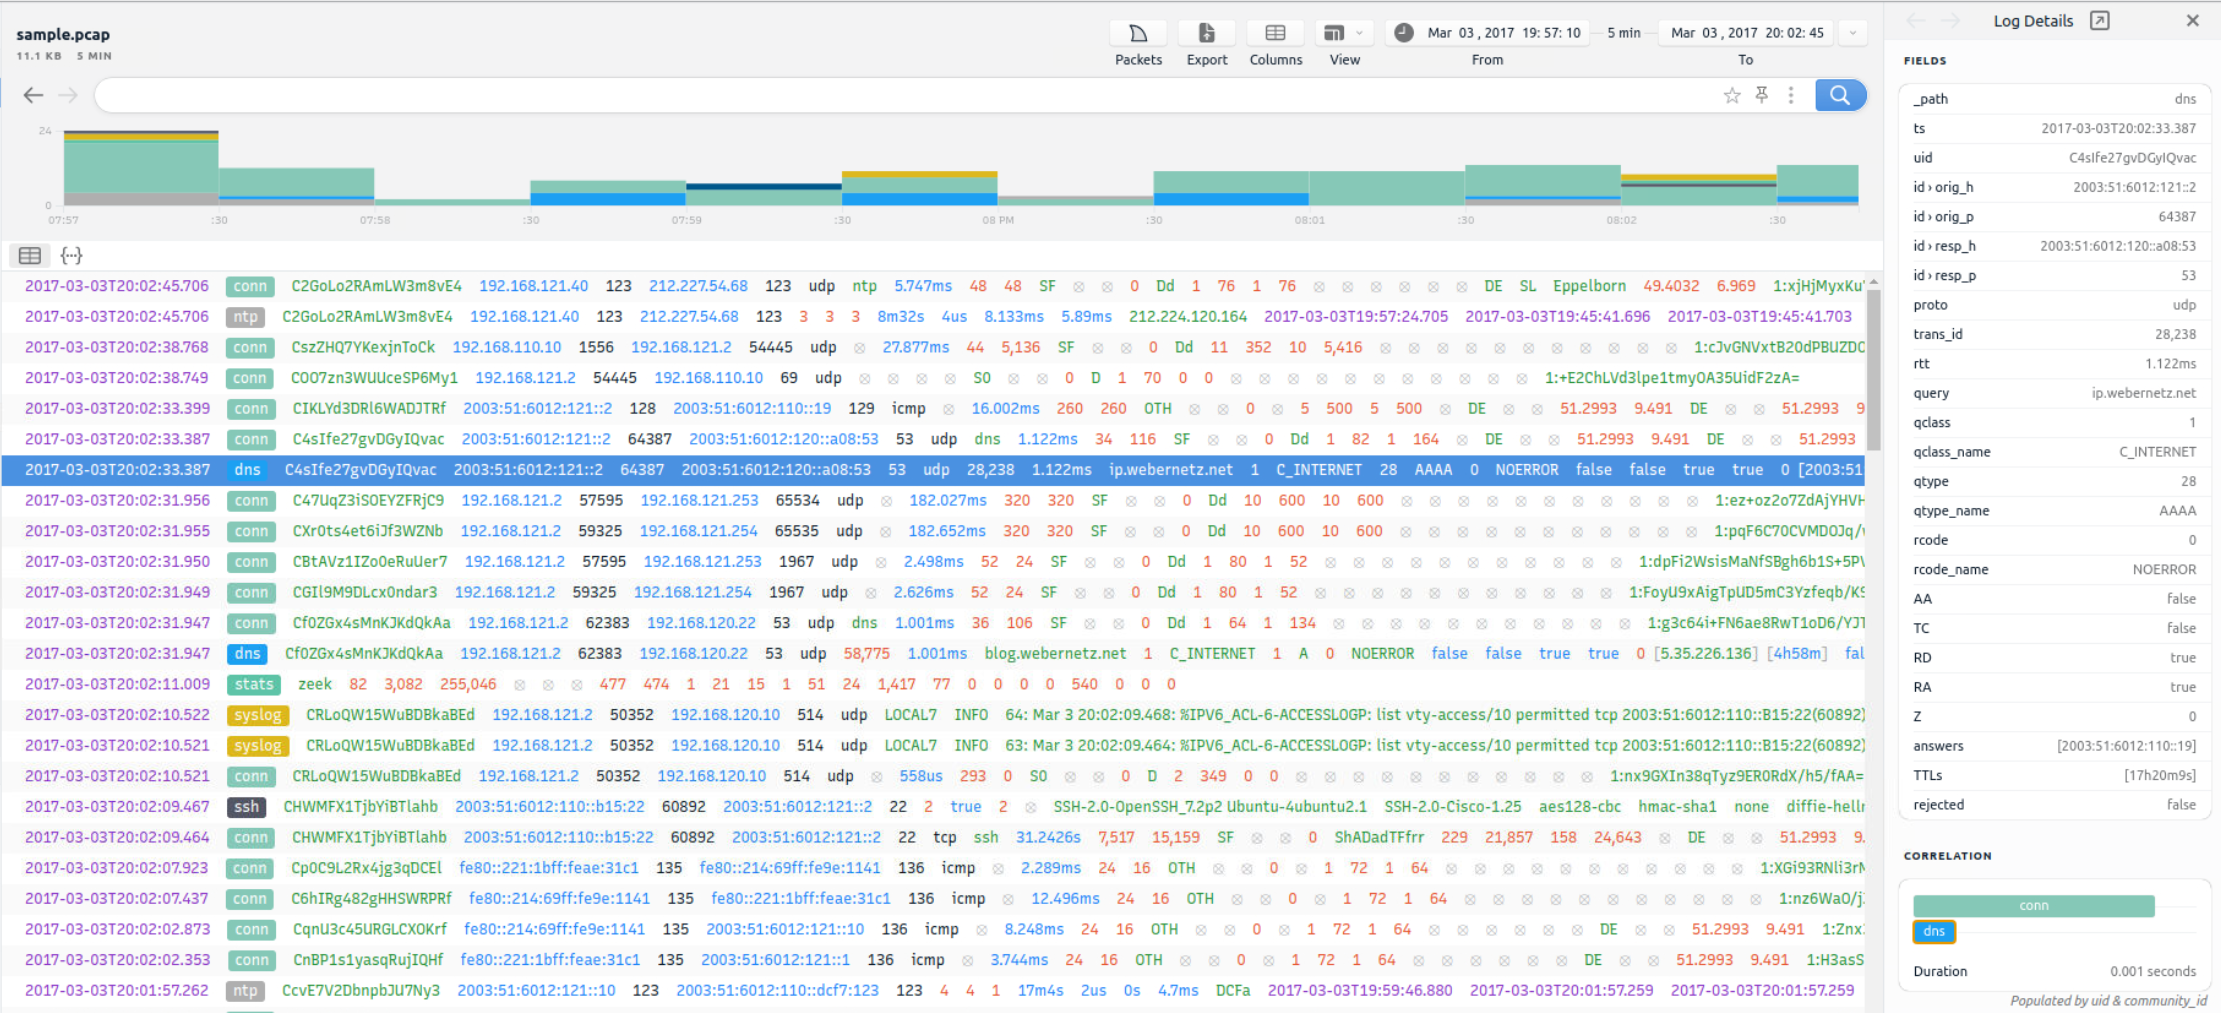 sample.pcap
11.1 KB 5 MIN
Packets Export Columns View
Mar 03 , 2017 19: 57: 10 5 min Mar 03 , 2017 20: 02: 45
From To
24
0
07:57 :30 07:58 :30 07:59 :30 08 PM :30 08:01 :30 08:02 :30
{···}
2017-03-03T20:02:45.706 conn C2GoLo2RAmLW3m8vE4 192.168.121.40 123 212.227.54.68 123 udp ntp 5.747ms 48 48 SF ⊗ ⊗ 0 Dd 1 76 1 76 ⊗ ⊗ ⊗ ⊗ ⊗ ⊗ DE SL Eppelborn 49.4032 6.969 1:xjHjMyxKu
2017-03-03T20:02:45.706 ntp C2GoLo2RAmLW3m8vE4 192.168.121.40 123 212.227.54.68 123 3 3 3 8m32s 4us 8.133ms 5.89ms 212.224.120.164 2017-03-03T19:57:24.705 2017-03-03T19:45:41.696 2017-03-03T19:45:41.703
2017-03-03T20:02:38.768 conn CszZHQ7YKexjnToCk 192.168.110.10 1556 192.168.121.2 54445 udp ⊗ 27.877ms 44 5,136 SF ⊗ ⊗ 0 Dd 11 352 10 5,416 ⊗ ⊗ ⊗ ⊗ ⊗ ⊗ ⊗ ⊗ ⊗ ⊗ ⊗ 1:cJvGNVxtB20dPBUZDO
2017-03-03T20:02:38.749 conn COO7zn3WUUceSP6My1 192.168.121.2 54445 192.168.110.10 69 udp ⊗ ⊗ ⊗ ⊗ S0 ⊗ ⊗ 0 D 1 70 0 0 ⊗ ⊗ ⊗ ⊗ ⊗ ⊗ ⊗ ⊗ ⊗ ⊗ ⊗ 1:+E2ChLVd3lpe1tmyOA35UidF2zA=
2017-03-03T20:02:33.399 conn CIKLYd3DRl6WADJTRf 2003:51:6012:121::2 128 2003:51:6012:110::19 129 icmp ⊗ 16.002ms 260 260 OTH ⊗ ⊗ 0 ⊗ 5 500 5 500 ⊗ DE ⊗ ⊗ 51.2993 9.491 DE ⊗ ⊗ 51.2993 9
2017-03-03T20:02:33.387 conn C4sIfe27gvDGyIQvac 2003:51:6012:121::2 64387 2003:51:6012:120::a08:53 53 udp dns 1.122ms 34 116 SF ⊗ ⊗ 0 Dd 1 82 1 164 ⊗ DE ⊗ ⊗ 51.2993 9.491 DE ⊗ ⊗ 51.2993
2017-03-03T20:02:33.387 dns C4sIfe27gvDGyIQvac 2003:51:6012:121::2 64387 2003:51:6012:120::a08:53 53 udp 28,238 1.122ms ip.webernetz.net 1 C_INTERNET 28 AAAA 0 NOERROR false false true true 0 [2003:51
2017-03-03T20:02:31.956 conn C47UqZ3iSOEYZFRjC9 192.168.121.2 57595 192.168.121.253 65534 udp ⊗ 182.027ms 320 320 SF ⊗ ⊗ 0 Dd 10 600 10 600 ⊗ ⊗ ⊗ ⊗ ⊗ ⊗ ⊗ ⊗ ⊗ ⊗ ⊗ 1:ez+oz2o7ZdAjYHVH
2017-03-03T20:02:31.955 conn CXr0ts4et6iJf3WZNb 192.168.121.2 59325 192.168.121.254 65535 udp ⊗ 182.652ms 320 320 SF ⊗ ⊗ 0 Dd 10 600 10 600 ⊗ ⊗ ⊗ ⊗ ⊗ ⊗ ⊗ ⊗ ⊗ ⊗ ⊗ 1:pqF6C70CVMDOJq/
2017-03-03T20:02:31.950 conn CBtAVz1IZo0eRuUer7 192.168.121.2 57595 192.168.121.253 1967 udp ⊗ 2.498ms 52 24 SF ⊗ ⊗ 0 Dd 1 80 1 52 ⊗ ⊗ ⊗ ⊗ ⊗ ⊗ ⊗ ⊗ ⊗ ⊗ ⊗ 1:dpFi2WsisMaNfSBgh6b1S+5P
2017-03-03T20:02:31.949 conn CGIl9M9DLcx0ndar3 192.168.121.2 59325 192.168.121.254 1967 udp ⊗ 2.626ms 52 24 SF ⊗ ⊗ 0 Dd 1 80 1 52 ⊗ ⊗ ⊗ ⊗ ⊗ ⊗ ⊗ ⊗ ⊗ ⊗ ⊗ 1:FoyU9xAigTpUD5mC3Yzfeqb/K
2017-03-03T20:02:31.947 conn Cf0ZGx4sMnKJKdQkAa 192.168.121.2 62383 192.168.120.22 53 udp dns 1.001ms 36 106 SF ⊗ ⊗ 0 Dd 1 64 1 134 ⊗ ⊗ ⊗ ⊗ ⊗ ⊗ ⊗ ⊗ ⊗ ⊗ ⊗ 1:g3c64i+FN6ae8RwT1oD6/YJ
2017-03-03T20:02:31.947 dns Cf0ZGx4sMnKJKdQkAa 192.168.121.2 62383 192.168.120.22 53 udp 58,775 1.001ms blog.webernetz.net 1 C_INTERNET 1 A 0 NOERROR false false true true 0 [5.35.226.136] [4h58m] fal
2017-03-03T20:02:11.009 stats zeek 82 3,082 255,046 ⊗ ⊗ ⊗ 477 474 1 21 15 1 51 24 1,417 77 0 0 0 0 540 0 0 0
2017-03-03T20:02:10.522 syslog CRLoQW15WuBDBkaBEd 192.168.121.2 50352 192.168.120.10 514 udp LOCAL7 INFO 64: Mar 3 20:02:09.468: %IPV6_ACL-6-ACCESSLOGP: list vty-access/10 permitted tcp 2003:51:6012:110::B15:22(60892)
2017-03-03T20:02:10.521 syslog CRLoQW15WuBDBkaBEd 192.168.121.2 50352 192.168.120.10 514 udp LOCAL7 INFO 63: Mar 3 20:02:09.464: %IPV6_ACL-6-ACCESSLOGP: list vty-access/10 permitted tcp 2003:51:6012:110::B15:22(60892)
2017-03-03T20:02:10.521 conn CRLoQW15WuBDBkaBEd 192.168.121.2 50352 192.168.120.10 514 udp ⊗ 558us 293 0 S0 ⊗ ⊗ 0 D 2 349 0 0 ⊗ ⊗ ⊗ ⊗ ⊗ ⊗ ⊗ ⊗ ⊗ ⊗ ⊗ 1:nx9GXIn38qTyz9ER0RdX/h5/fAA=
2017-03-03T20:02:09.467 ssh CHWMFX1TjbYiBTlahb 2003:51:6012:110::b15:22 60892 2003:51:6012:121::2 22 2 true 2 ⊗ SSH-2.0-OpenSSH_7.2p2 Ubuntu-4ubuntu2.1 SSH-2.0-Cisco-1.25 aes128-cbc hmac-sha1 none diffie-hellr
2017-03-03T20:02:09.464 conn CHWMFX1TjbYiBTlahb 2003:51:6012:110::b15:22 60892 2003:51:6012:121::2 22 tcp ssh 31.2426s 7,517 15,159 SF ⊗ ⊗ 0 ShADadTFfrr 229 21,857 158 24,643 ⊗ DE ⊗ ⊗ 51.2993 9.
2017-03-03T20:02:07.923 conn Cp0C9L2Rx4jg3qDCEl fe80::221:1bff:feae:31c1 135 fe80::214:69ff:fe9e:1141 136 icmp ⊗ 2.289ms 24 16 OTH ⊗ ⊗ 0 ⊗ 1 72 1 64 ⊗ ⊗ ⊗ ⊗ ⊗ ⊗ ⊗ ⊗ ⊗ ⊗ ⊗ 1:XGi93RNli3r
2017-03-03T20:02:07.437 conn C6hIRg482gHHSWRPRf fe80::214:69ff:fe9e:1141 135 fe80::221:1bff:feae:31c1 136 icmp ⊗ 12.496ms 24 16 OTH ⊗ ⊗ 0 ⊗ 1 72 1 64 ⊗ ⊗ ⊗ ⊗ ⊗ ⊗ ⊗ ⊗ ⊗ ⊗ ⊗ 1:nz6WaO/j
2017-03-03T20:02:02.873 conn CqnU3c45URGLCXOKrf fe80::214:69ff:fe9e:1141 135 2003:51:6012:121::10 136 icmp ⊗ 8.248ms 24 16 OTH ⊗ ⊗ 0 ⊗ 1 72 1 64 ⊗ ⊗ ⊗ ⊗ ⊗ ⊗ DE ⊗ ⊗ 51.2993 9.491 1:Znx
2017-03-03T20:02:02.353 conn CnBP1s1yasqRujIQHf fe80::221:1bff:feae:31c1 135 2003:51:6012:121::1 136 icmp ⊗ 3.744ms 24 16 OTH ⊗ ⊗ 0 ⊗ 1 72 1 64 ⊗ ⊗ ⊗ ⊗ ⊗ ⊗ DE ⊗ ⊗ 51.2993 9.491 1:H3asS
2017-03-03T20:01:57.262 ntp CcvE7V2DbnpbJU7Ny3 2003:51:6012:121::10 123 2003:51:6012:110::dcf7:123 123 4 4 1 17m4s 2us 0s 4.7ms DCFa 2017-03-03T19:59:46.880 2017-03-03T20:01:57.259 2017-03-03T20:01:57.259
Log Details
FIELDS
_path dns
ts 2017-03-03T20:02:33.387
uid C4sIfe27gvDGyIQvac
id › orig_h 2003:51:6012:121::2
id › orig_p 64387
id › resp_h 2003:51:6012:120::a08:53
id › resp_p 53
proto udp
trans_id 28,238
rtt 1.122ms
query ip.webernetz.net
qclass 1
qclass_name C_INTERNET
qtype 28
qtype_name AAAA
rcode 0
rcode_name NOERROR
AA false
TC false
RD true
RA true
Z 0
answers [2003:51:6012:110::19]
TTLs [17h20m9s]
rejected false
CORRELATION
conn
dns
Duration 0.001 seconds
Populated by uid & community_id